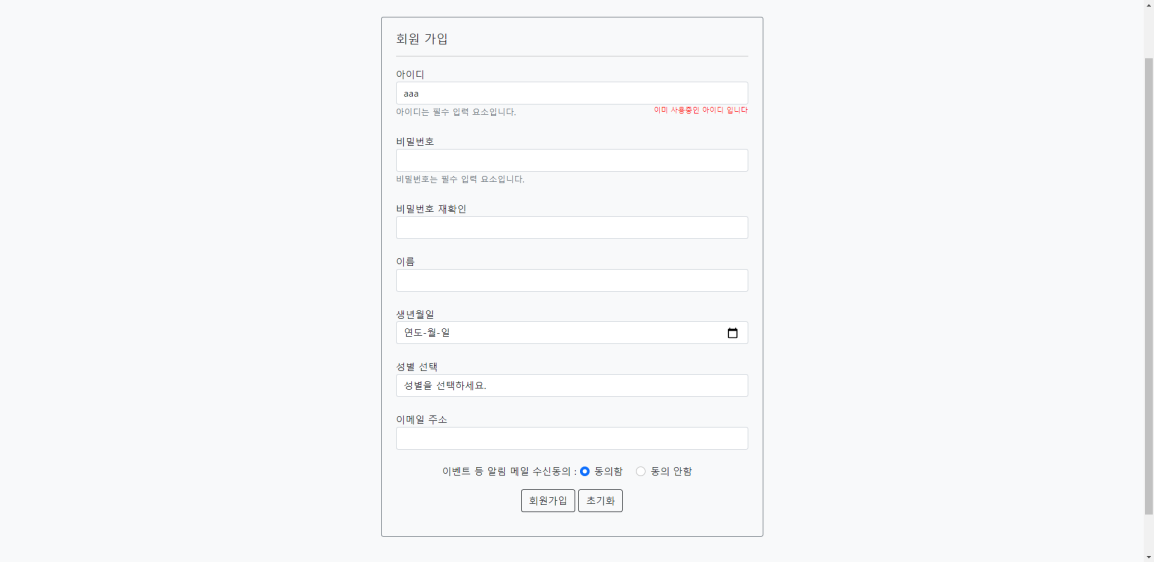 회원 가입
아이디
aaa
아이디는 필수 입력 요소입니다.
이미 사용중인 아이디 입니다
비밀번호
비밀번호는 필수 입력 요소입니다.
비밀번호 재확인
이름
생년월일
연도-월-일
성별 선택
성별을 선택하세요.
이메일 주소
이벤트 등 알림 메일 수신동의 : 동의함 동의 안함
회원가입 초기화